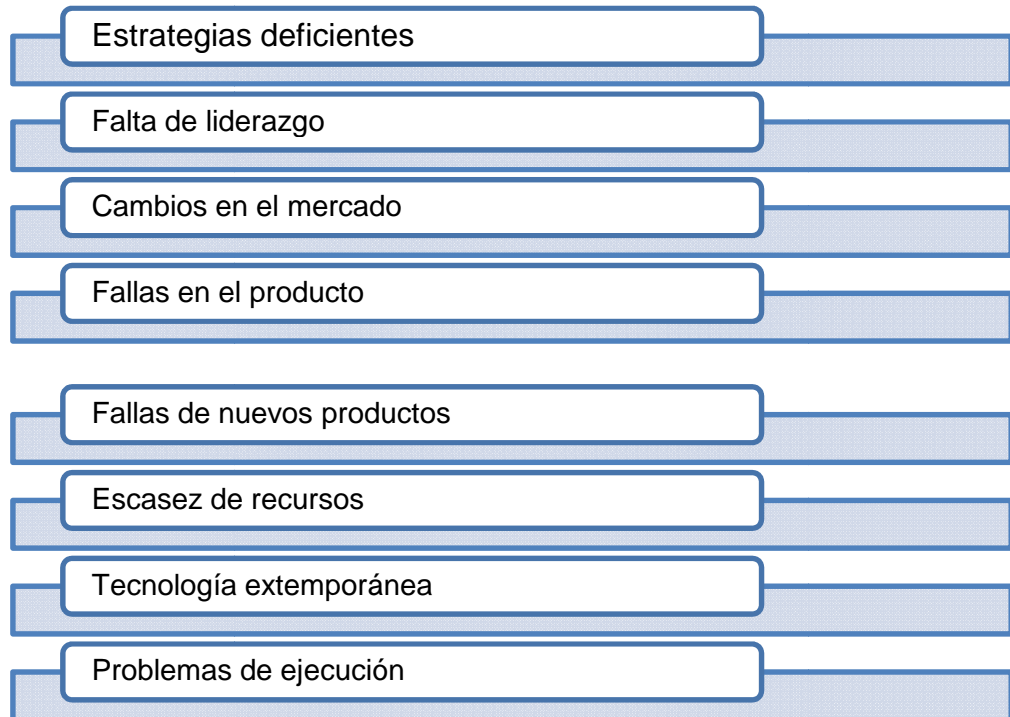 Estrategias deficientes
Falta de liderazgo
Cambios en el mercado
Fallas en el producto
Fallas de nuevos productos
Escasez de recursos
Tecnología extemporánea
Problemas de ejecución